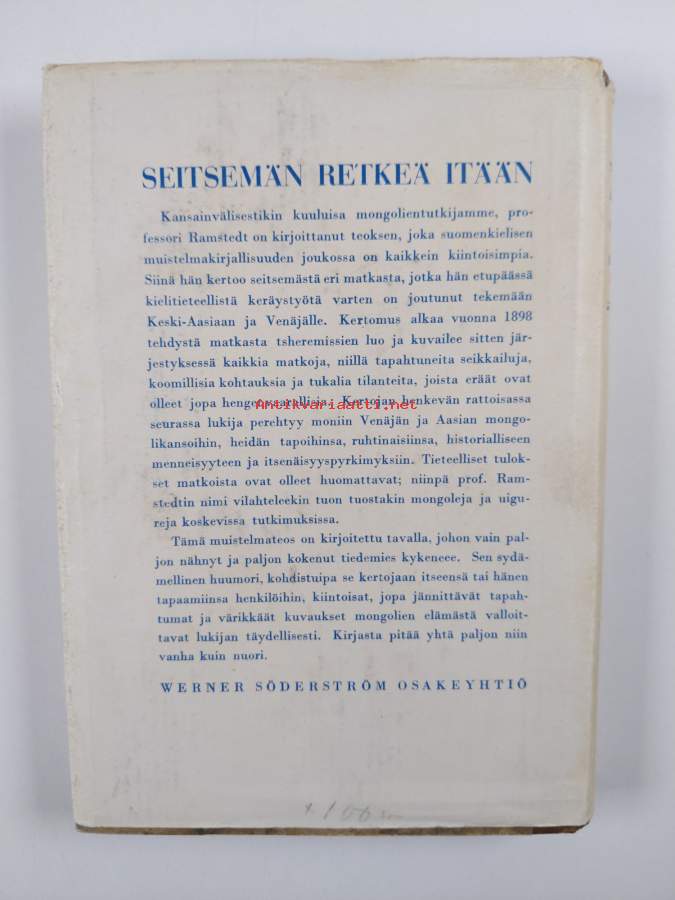 SEITSEMÄN RETKEÄ ITÄÄN
Kansainvälisestikin kuuluisa mongolientutkijamme, pro-
fessori Ramstedt on kirjoittanut teoksen, joka suomenkielisen
muistelmakirjallisuuden joukossa on kaikkein kiintoisimpia.
Siinä hän kertoo seitsemästä eri matkasta, jotka hän etupäässä
kielitieteellistä keräystyötä varten on joutunut tekemään
Keski-Aasiaan ja Venäjälle. Kertomus alkaa vuonna 1898
tehdystä matkasta tsheremissien luo ja kuvailee sitten jär-
jestyksessä kaikkia matkoja, niillä tapahtuneita seikkailuja,
koomillisia kohtauksia ja tukalia tilanteita, joista eräät ovat
olleet jopa hengenvaarallisia. Kertojan henkevän rattoisassa
Antikvariaatti.net
seurassa lukija perehtyy moniin Venäjän ja Aasian mongo-
likansoihin, heidän tapoihinsa, ruhtinaisiinsa, historialliseen
menneisyyteen ja itsenäisyyspyrkimyksiin. Tieteelliset tulok-
set matkoista ovat olleet huomattavat; niinpä prof. Ram-
stedtin nimi vilahteleekin tuon tuostakin mongoleja ja uigu-
reja koskevissa tutkimuksissa.
Tämä muistelmateos on kirjoitettu tavalla, johon vain pal-
jon nähnyt ja paljon kokenut tiedemies kykenee. Sen sydä-
mellinen huumori, kohdistuipa se kertojaan itseensä tai hänen
tapaamiinsa henkilöihin, kiintoisat, jopa jännittävät tapah-
tumat ja värikkäät kuvaukset mongolien elämästä valloit-
tavat lukijan täydellisesti. Kirjasta pitää yhtä paljon niin
vanha kuin nuori.
WERNER SÖDERSTRÖM OSAKEYHTIÖ